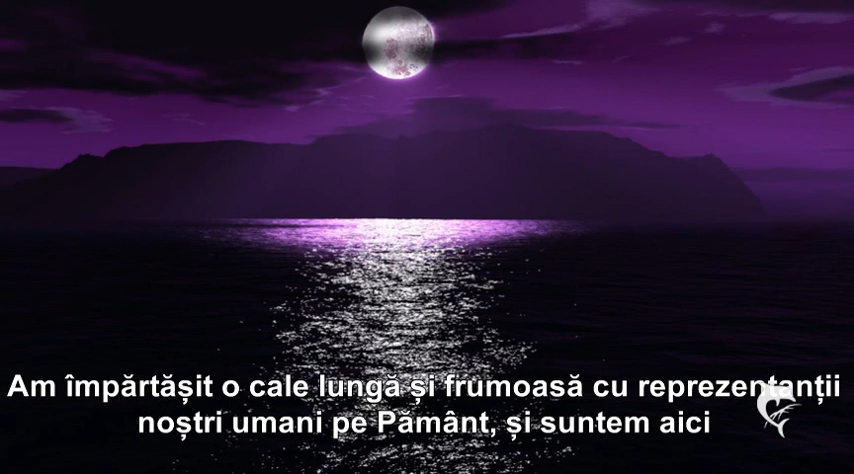 Am împărtășit o cale lungă și frumoasă cu reprezentanții
noștri umani pe Pământ, și suntem aici